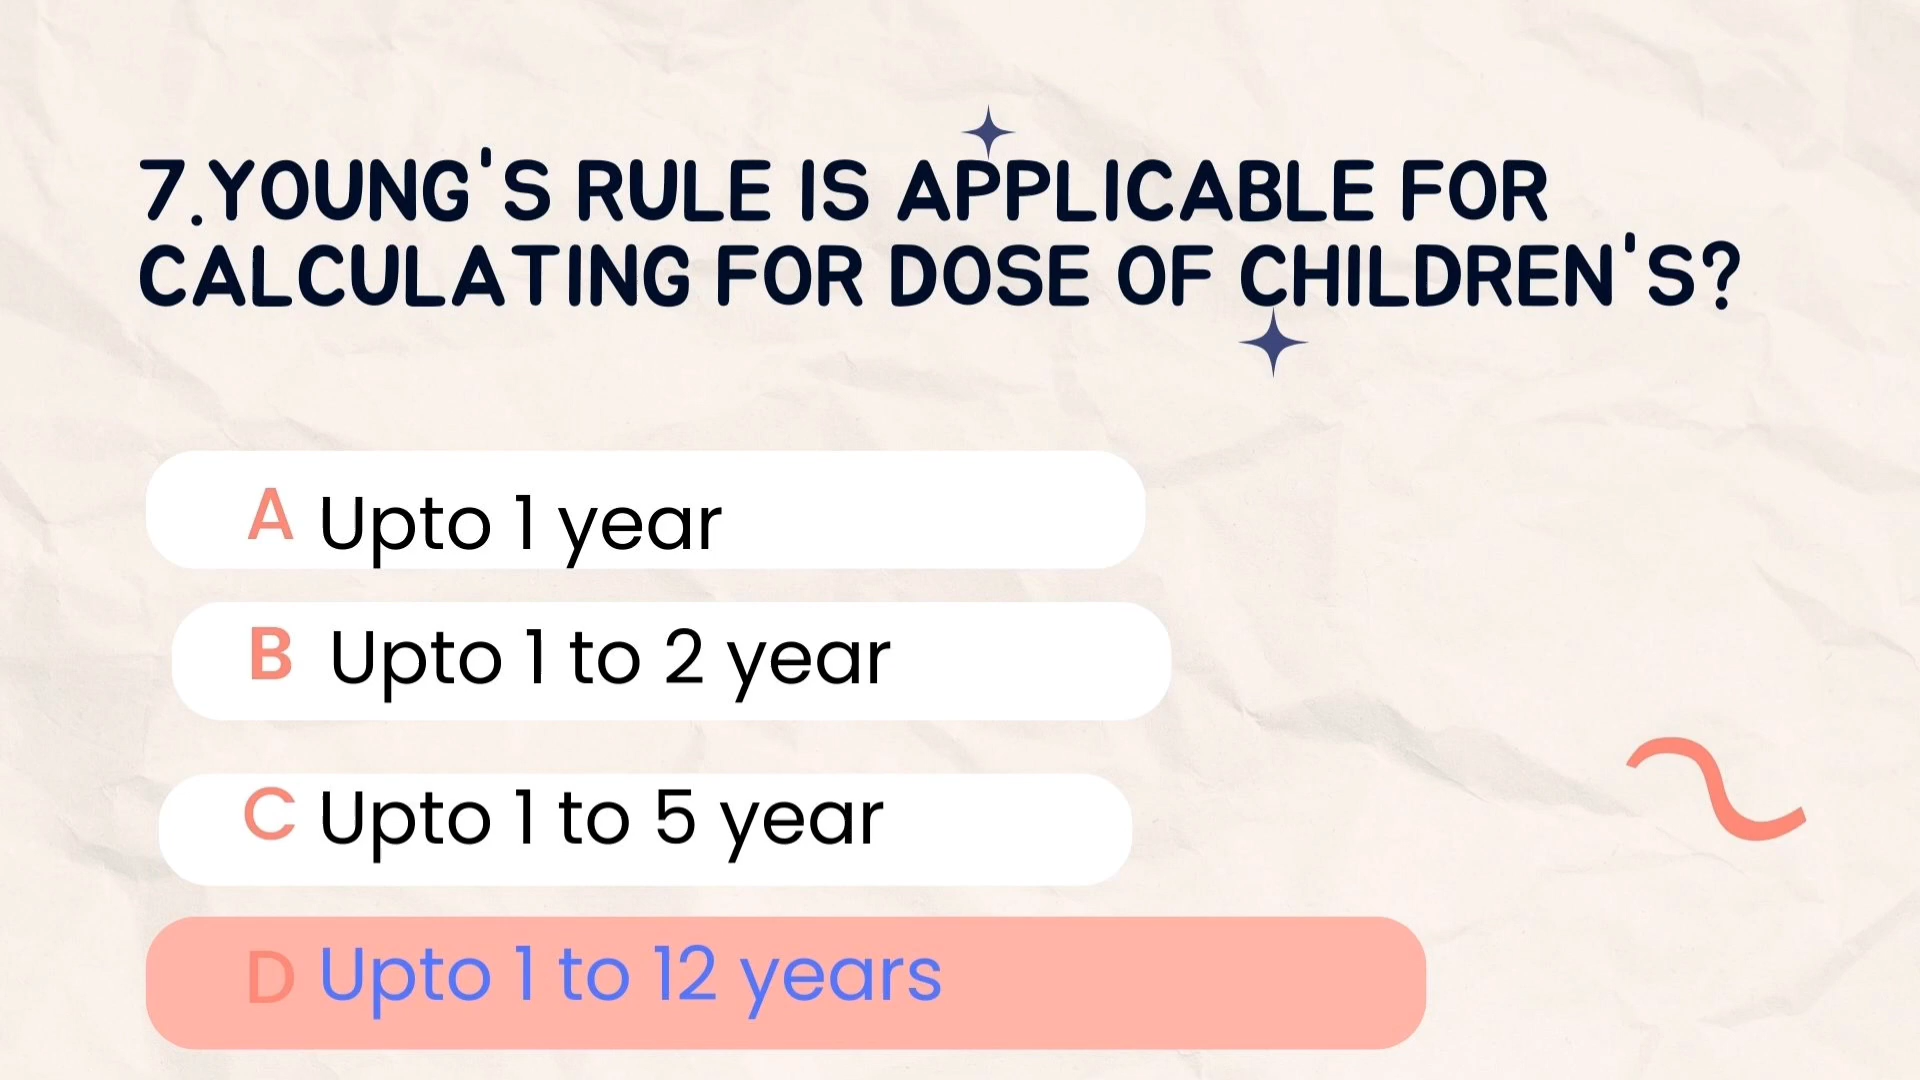 7.YOUNG'S RULE IS APPLICABLE FOR
CALCULATING FOR DOSE OF CHILDREN'S?
A Upto 1 year
B Upto 1 to 2 year
C Upto 1 to 5 year
D Upto 1 to 12 years